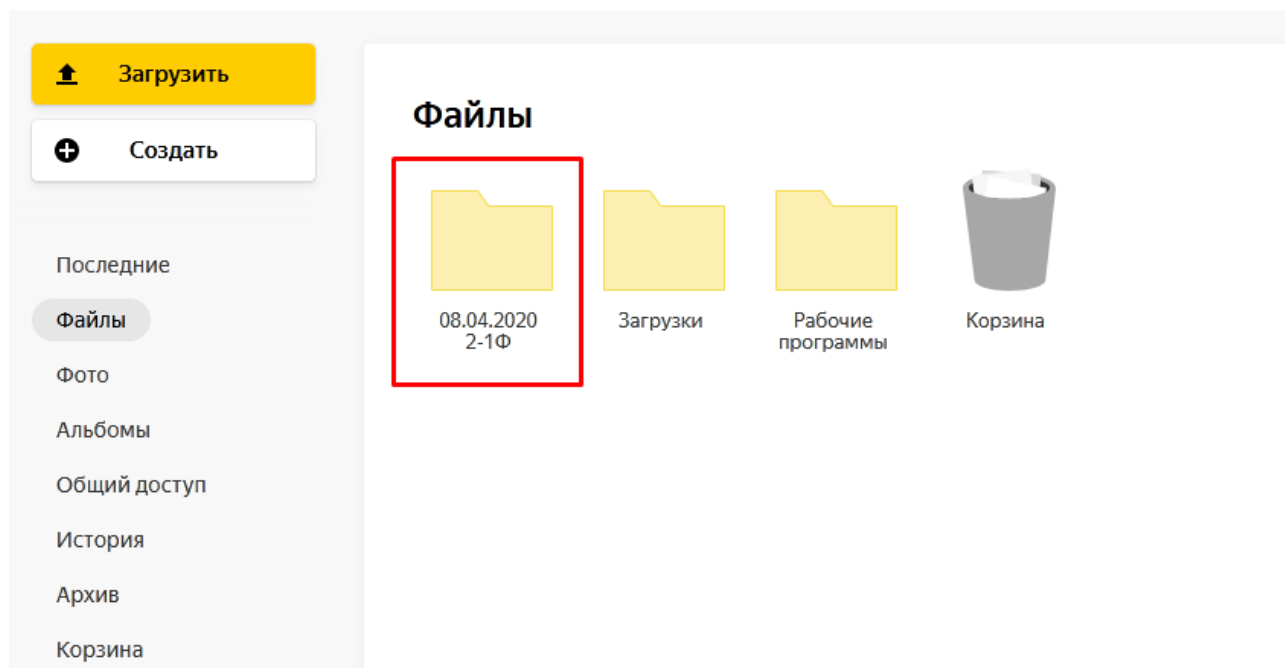 Загрузить
Создать
Последние
Файлы
Фото
Альбомы
Общий доступ
История
Архив
Корзина
Файлы
08.04.2020
2-1Ф
Загрузки
Рабочие
программы
Корзина